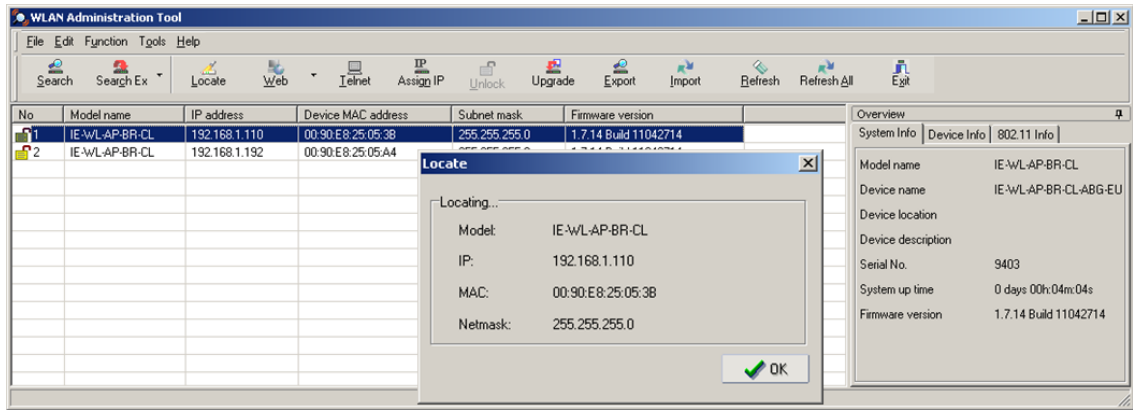 WLAN Administration Tool
File Edit Function Tools Help
Search Search Ex Locate Web Telnet Assign IP Unlock Upgrade Export Import Refresh Refresh All Exit
No Model name IP address Device MAC address Subnet mask Firmware version
1 IE-WL-AP-BR-CL 192.168.1.110 00:90:E8:25:05:3B 255.255.255.0 1.7.14 Build 11042714
2 IE-WL-AP-BR-CL 192.168.1.192 00:90:E8:25:05:A4
Locate
Locating...
Model: IE-WL-AP-BR-CL
IP: 192.168.1.110
MAC: 00:90:E8:25:05:3B
Netmask: 255.255.255.0
OK
Overview
System Info Device Info 802.11 Info
Model name IE-WL-AP-BR-CL
Device name IE-WL-AP-BR-CL-ABG-EU
Device location
Device description
Serial No. 9403
System up time 0 days 00h:04m:04s
Firmware version 1.7.14 Build 11042714